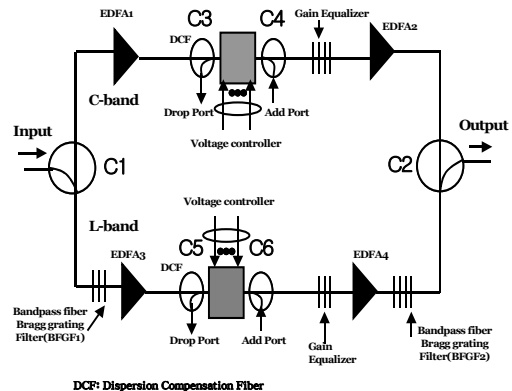 EDFA1
C3
C4
Gain Equalizer
EDFA2
DCF
C-band
Drop Port
Add Port
Voltage controller
Input
C1
Output
C2
L-band
Voltage controller
EDFA3
C5
C6
EDFA4
DCF
Bandpass fiber
Bragg grating
Filter(BFGF1)
Drop Port
Add Port
Gain
Equalizer
Bandpass fiber
Bragg grating
Filter(BFGF2)
DCF: Dispersion Compensation Fiber